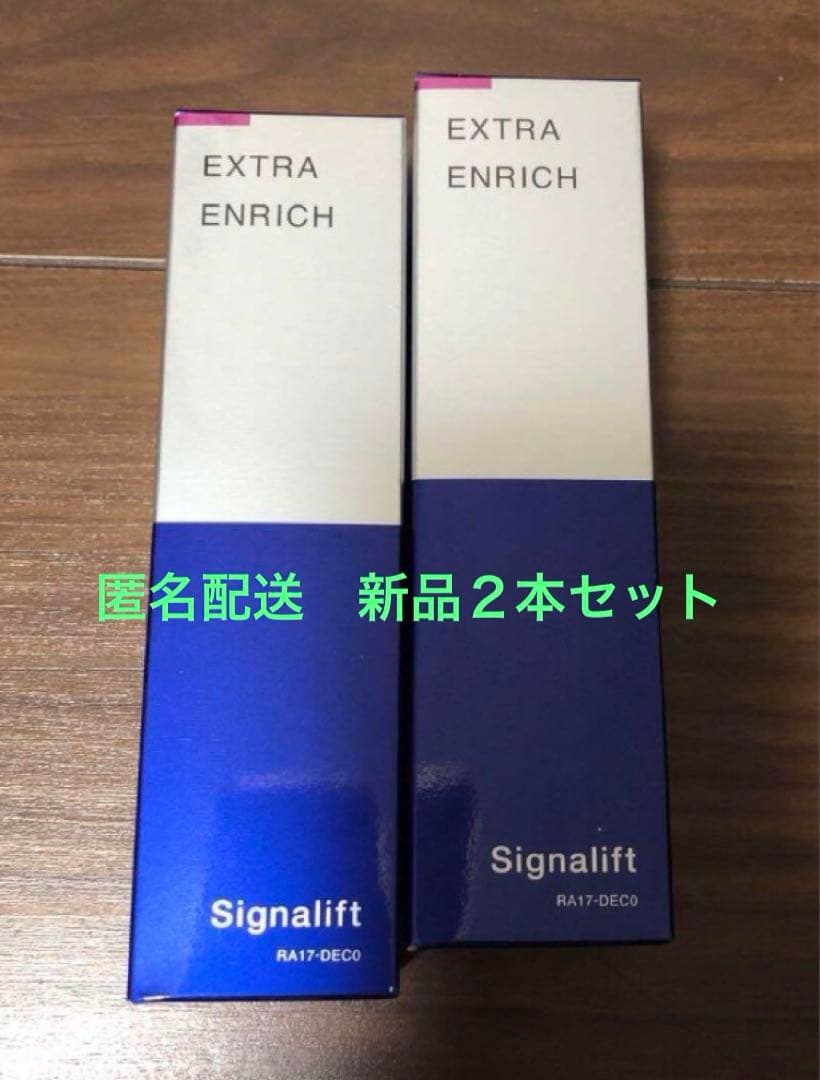 EXTRA
ENRICH
EXTRA
ENRICH
匿名配送　新品２本セット
Signalift
RA17-DEC0
Signalift
RA17-DEC0